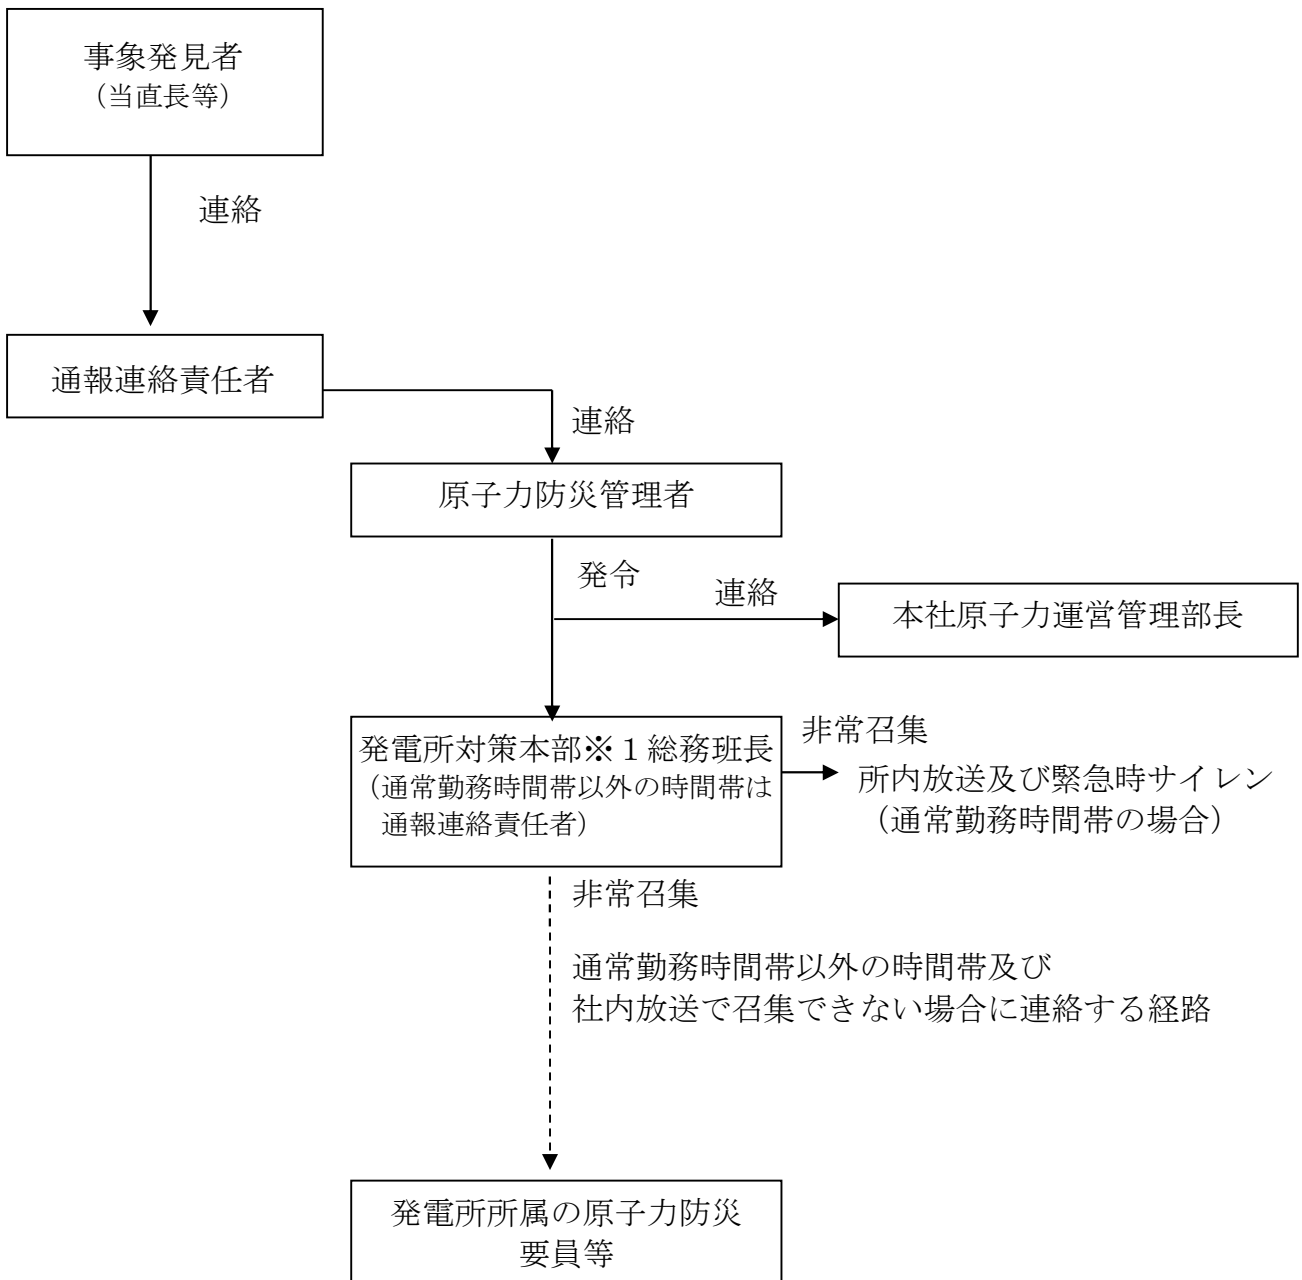 事象発見者
（当直長等）
連絡
通報連絡責任者
連絡
原子力防災管理者
発令
連絡
本社原子力運営管理部長
発電所対策本部※１総務班長
（通常勤務時間帯以外の時間帯は
通報連絡責任者）
非常召集
所内放送及び緊急時サイレン
（通常勤務時間帯の場合）
非常召集
通常勤務時間帯以外の時間帯及び
社内放送で召集できない場合に連絡する経路
発電所所属の原子力防災
要員等